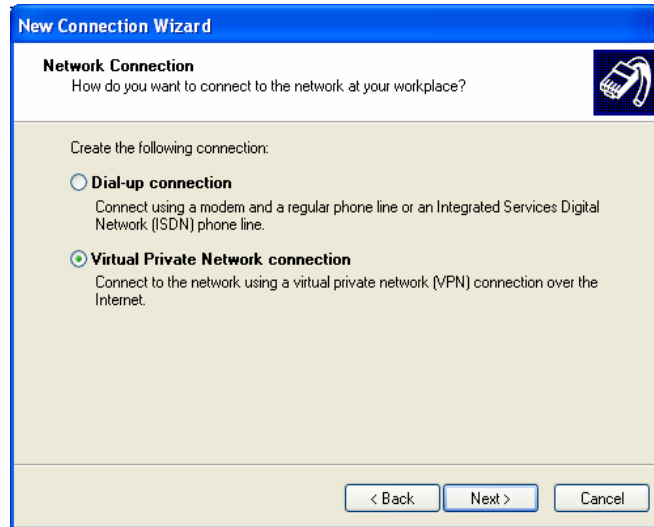 New Connection Wizard
Network Connection
How do you want to connect to the network at your workplace?
Create the following connection:
Dial-up connection
Connect using a modem and a regular phone line or an Integrated Services Digital
Network (ISDN) phone line.
Virtual Private Network connection
Connect to the network using a virtual private network (VPN) connection over the
Internet.
< Back
Next >
Cancel